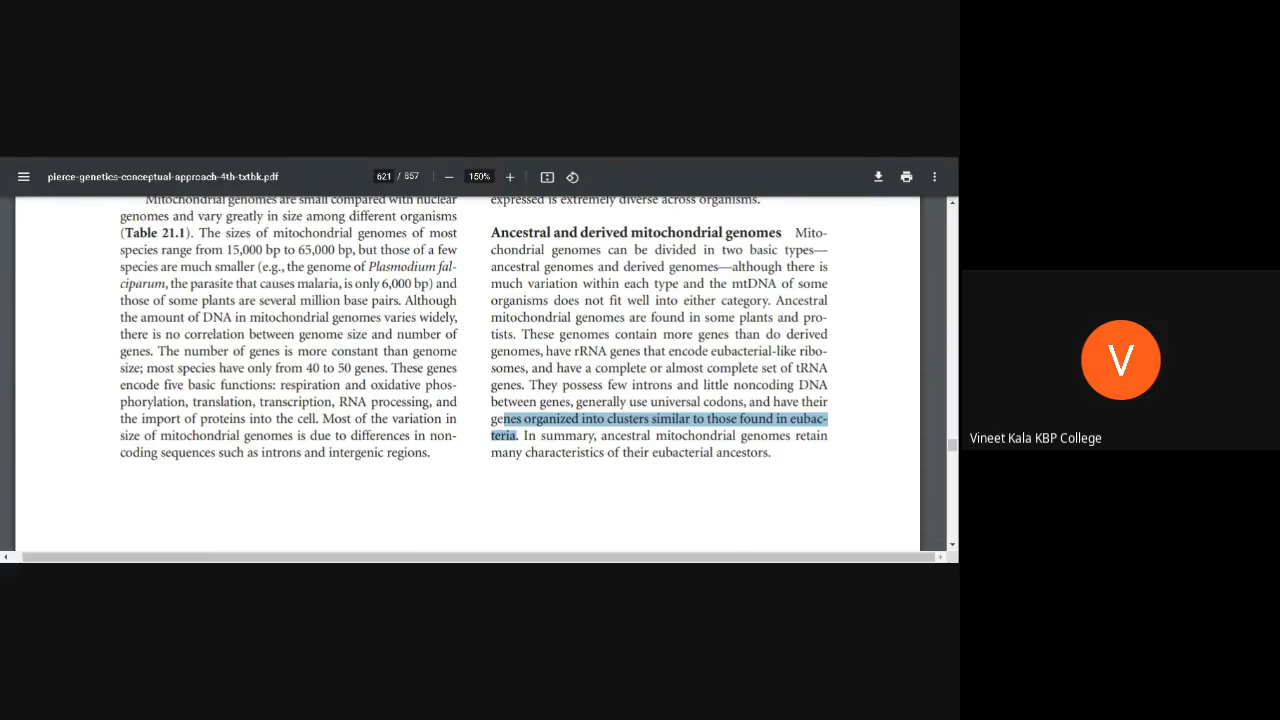 pierce-genetics-conceptual-approach-4th-txtbk.pdf
621 / 857
150%
Mitochondrial genomes are small compared with nuclear
genomes and vary greatly in size among different organisms
(Table 21.1). The sizes of mitochondrial genomes of most
species range from 15,000 bp to 65,000 bp, but those of a few
species are much smaller (e.g., the genome of Plasmodium fal-
ciparum, the parasite that causes malaria, is only 6,000 bp) and
those of some plants are several million base pairs. Although
the amount of DNA in mitochondrial genomes varies widely,
there is no correlation between genome size and number of
genes. The number of genes is more constant than genome
size; most species have only from 40 to 50 genes. These genes
encode five basic functions: respiration and oxidative phos-
phorylation, translation, transcription, RNA processing, and
the import of proteins into the cell. Most of the variation in
size of mitochondrial genomes is due to differences in non-
coding sequences such as introns and intergenic regions.
expressed is extremely diverse across organisms.
Ancestral and derived mitochondrial genomes Mito-
chondrial genomes can be divided in two basic types—
ancestral genomes and derived genomes—although there is
much variation within each type and the mtDNA of some
organisms does not fit well into either category. Ancestral
mitochondrial genomes are found in some plants and pro-
tists. These genomes contain more genes than do derived
genomes, have rRNA genes that encode eubacterial-like ribo-
somes, and have a complete or almost complete set of tRNA
genes. They possess few introns and little noncoding DNA
between genes, generally use universal codons, and have their
genes organized into clusters similar to those found in eubac-
teria. In summary, ancestral mitochondrial genomes retain
many characteristics of their eubacterial ancestors.
V
Vineet Kala KBP College